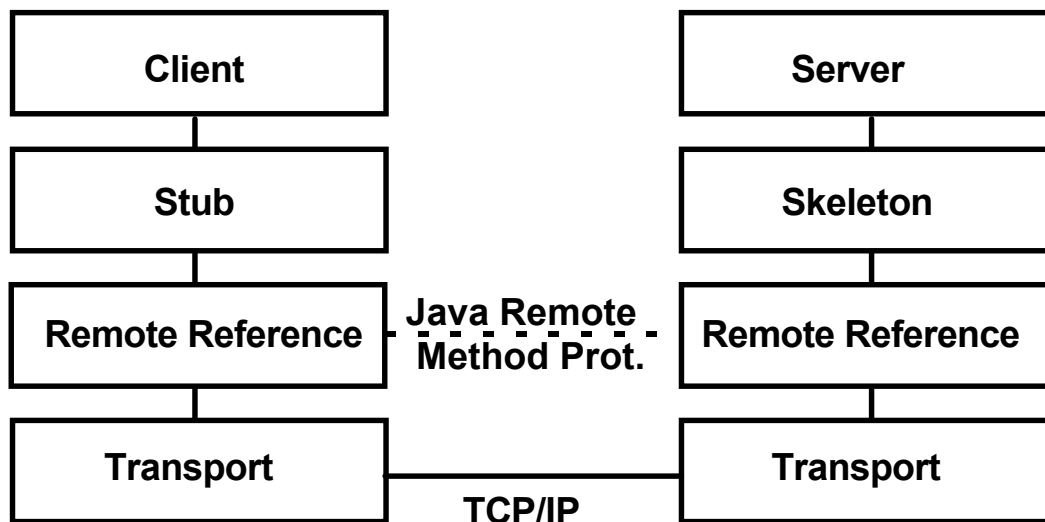 Client
Server
Stub
Skeleton
Remote Reference
Java Remote
Method Prot.
Remote Reference
Transport
TCP/IP
Transport